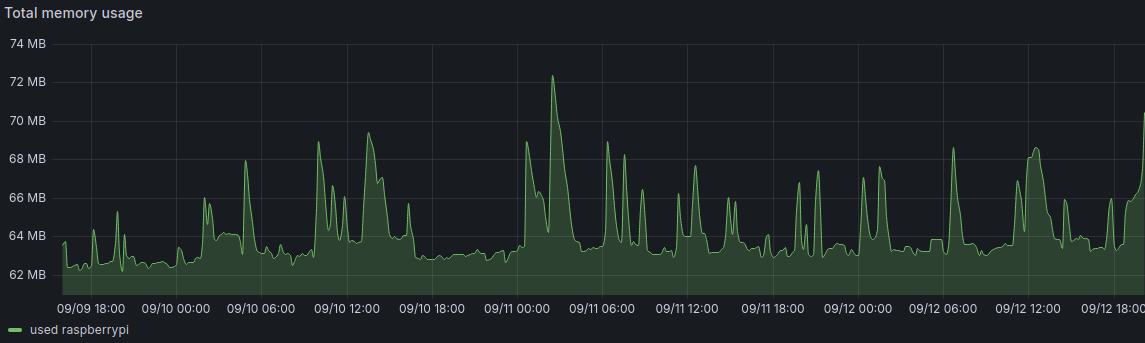 Total memory usage
74 MB
72 MB
70 MB
68 MB
66 MB
64 MB
62 MB
09/09 18:00 09/10 00:00 09/10 06:00 09/10 12:00 09/10 18:00 09/11 00:00 09/11 06:00 09/11 12:00 09/11 18:00 09/12 00:00 09/12 06:00 09/12 12:00 09/12 18:00
used raspberrypi